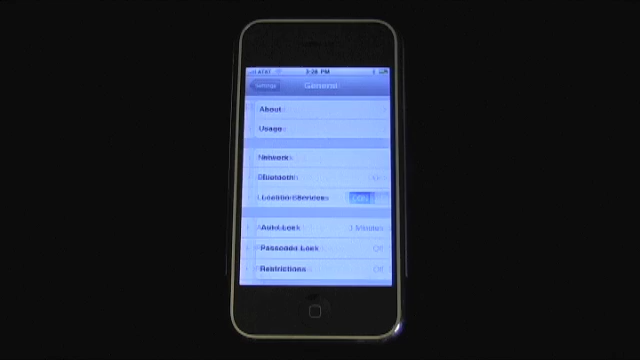 AT&T 3:26 PM
Settings General
About
Usage
Network
Bluetooth
Location Services ON
Auto-Lock 3 Minutes
Passcode Lock Off
Restrictions Off